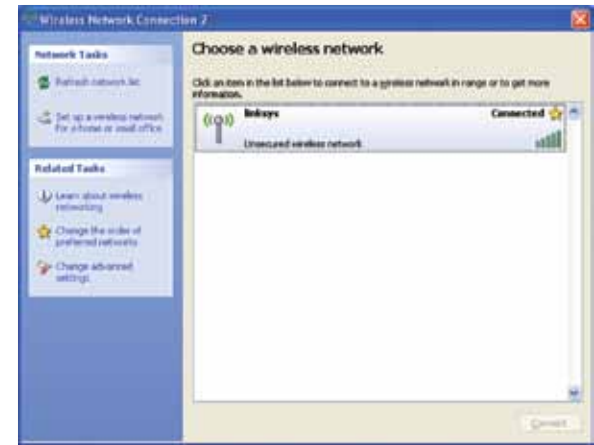 Wireless Network Connection 2
Network Tasks
Refresh network list
Set up a wireless network
for a home or small office
Related Tasks
Learn about wireless
networking
Change the order of
preferred networks
Change advanced
settings
Choose a wireless network
Click an item in the list below to connect to a wireless network in range or to get more
information.
linksys
Connected
Unsecured wireless network
Connect